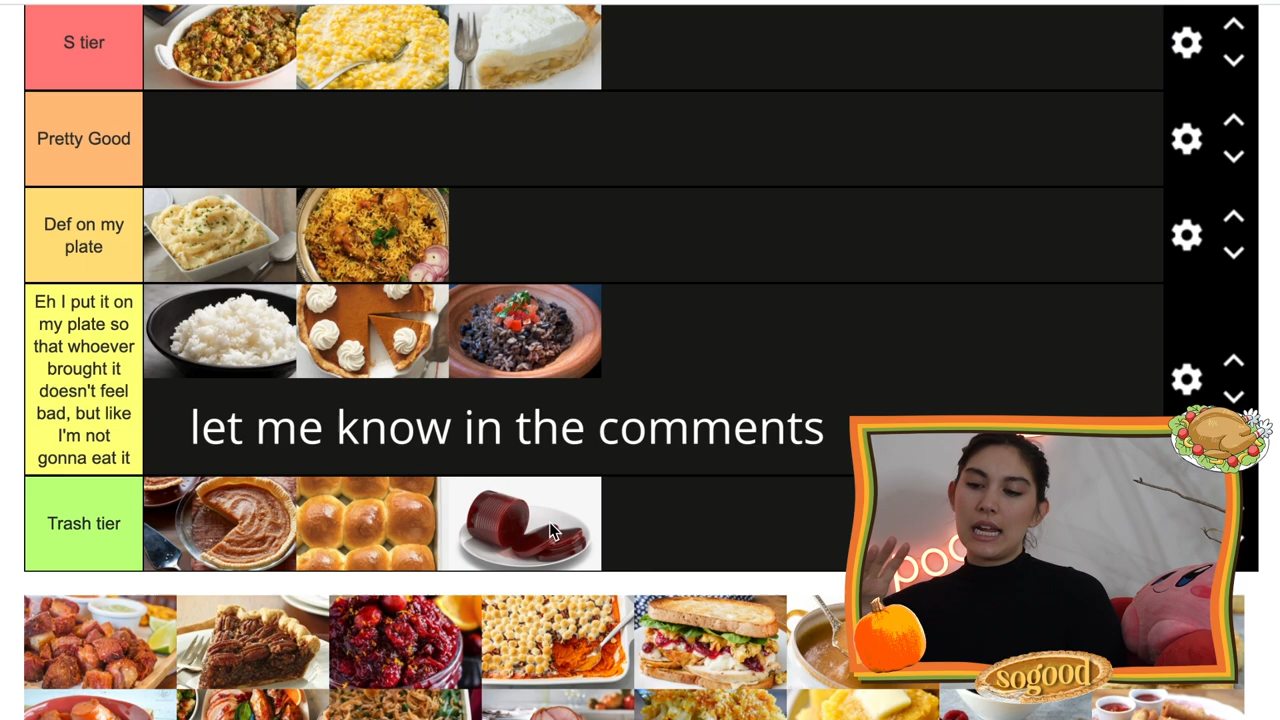 S tier
Pretty Good
Def on my
plate
Eh I put it on
my plate so
that whoever
brought it
doesn't feel
bad, but like
I'm not
gonna eat it
let me know in the comments
Trash tier
poo
sogood